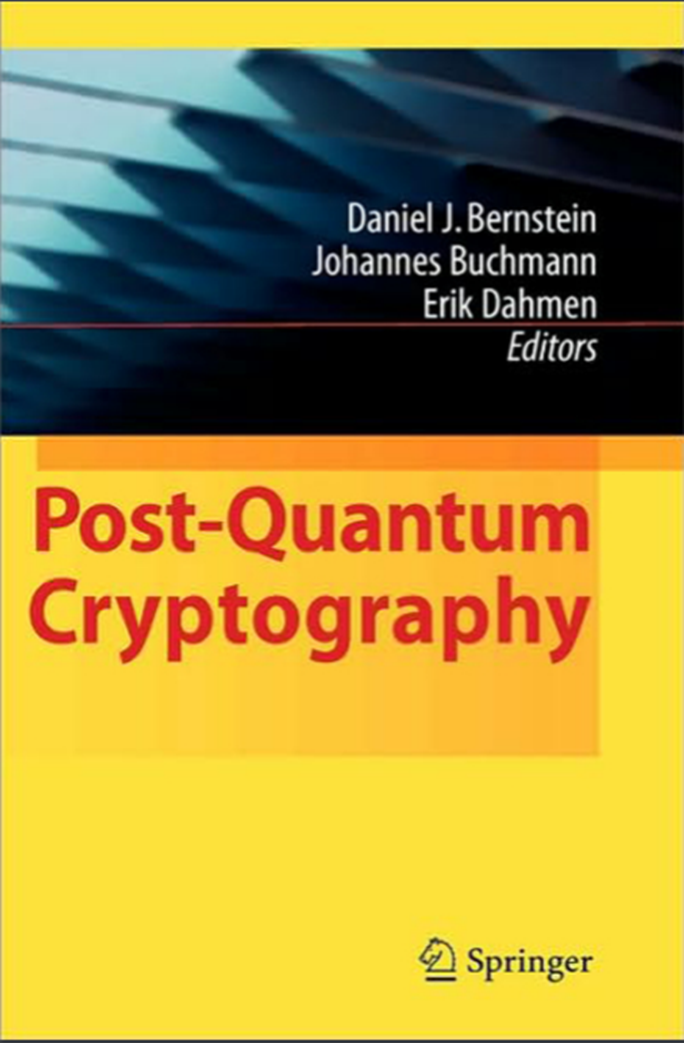 Daniel J. Bernstein
Johannes Buchmann
Erik Dahmen
Editors
Post-Quantum
Cryptography
Springer